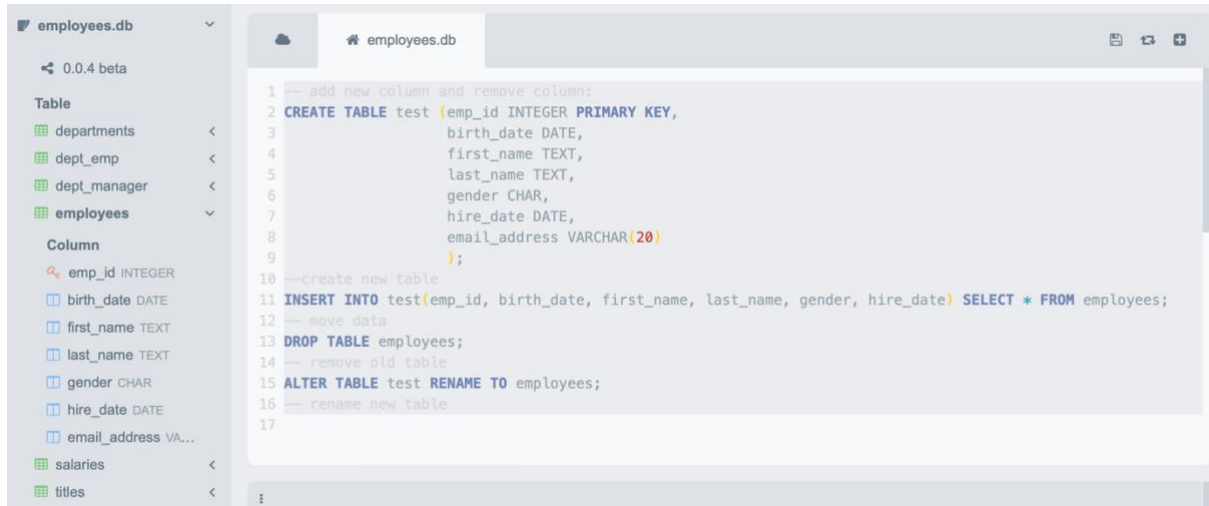 employees.db
0.0.4 beta
Table
departments
dept_emp
dept_manager
employees
Column
emp_id INTEGER
birth_date DATE
first_name TEXT
last_name TEXT
gender CHAR
hire_date DATE
email_address VA...
salaries
titles
employees.db
1 -- add new column and remove column:
2 CREATE TABLE test (emp_id INTEGER PRIMARY KEY,
3 birth_date DATE,
4 first_name TEXT,
5 last_name TEXT,
6 gender CHAR,
7 hire_date DATE,
8 email_address VARCHAR(20)
9 );
10 --create new table
11 INSERT INTO test(emp_id, birth_date, first_name, last_name, gender, hire_date) SELECT * FROM employees;
12 -- move data
13 DROP TABLE employees;
14 -- remove old table
15 ALTER TABLE test RENAME TO employees;
16 -- rename new table
17